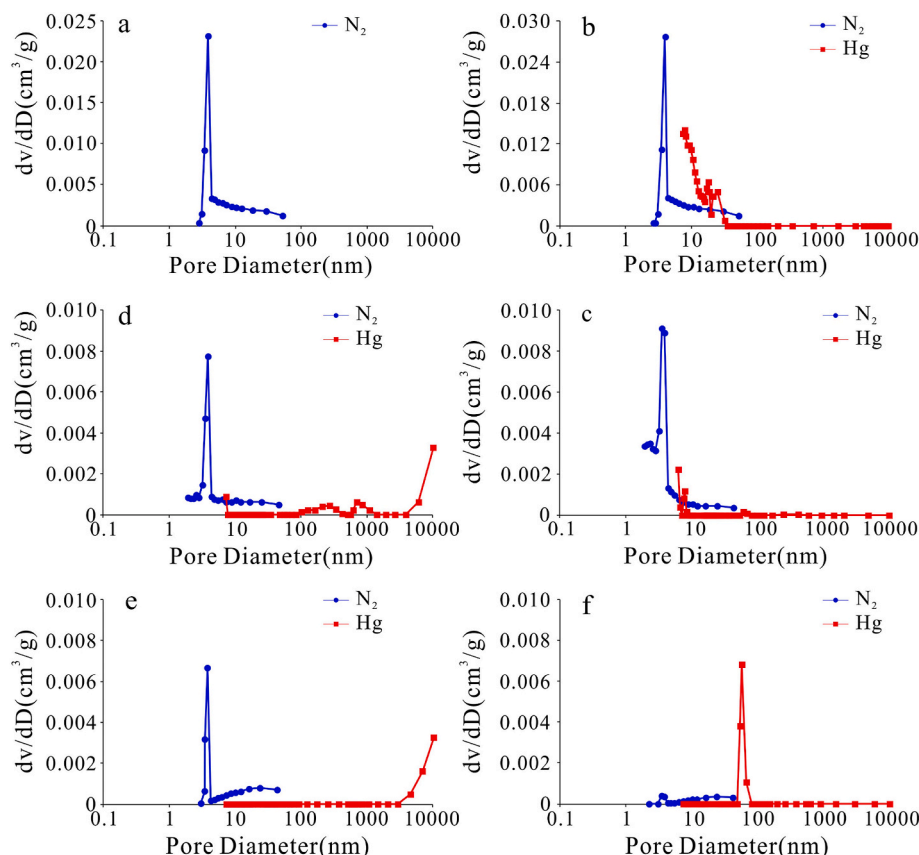 a
N₂
dv/dD(cm³/g)
0.025
0.020
0.015
0.010
0.005
0
0.1 1 10 100 1000 10000
Pore Diameter(nm)
b
N₂
Hg
dv/dD(cm³/g)
0.030
0.024
0.018
0.012
0.006
0
0.1 1 10 100 1000 10000
Pore Diameter(nm)
d
N₂
Hg
dv/dD(cm³/g)
0.010
0.008
0.006
0.004
0.002
0
0.1 1 10 100 1000 10000
Pore Diameter(nm)
c
N₂
Hg
dv/dD(cm³/g)
0.010
0.008
0.006
0.004
0.002
0
0.1 1 10 100 1000 10000
Pore Diameter(nm)
e
N₂
Hg
dv/dD(cm³/g)
0.010
0.008
0.006
0.004
0.002
0
0.1 1 10 100 1000 10000
Pore Diameter(nm)
f
N₂
Hg
dv/dD(cm³/g)
0.010
0.008
0.006
0.004
0.002
0
0.1 1 10 100 1000 10000
Pore Diameter(nm)